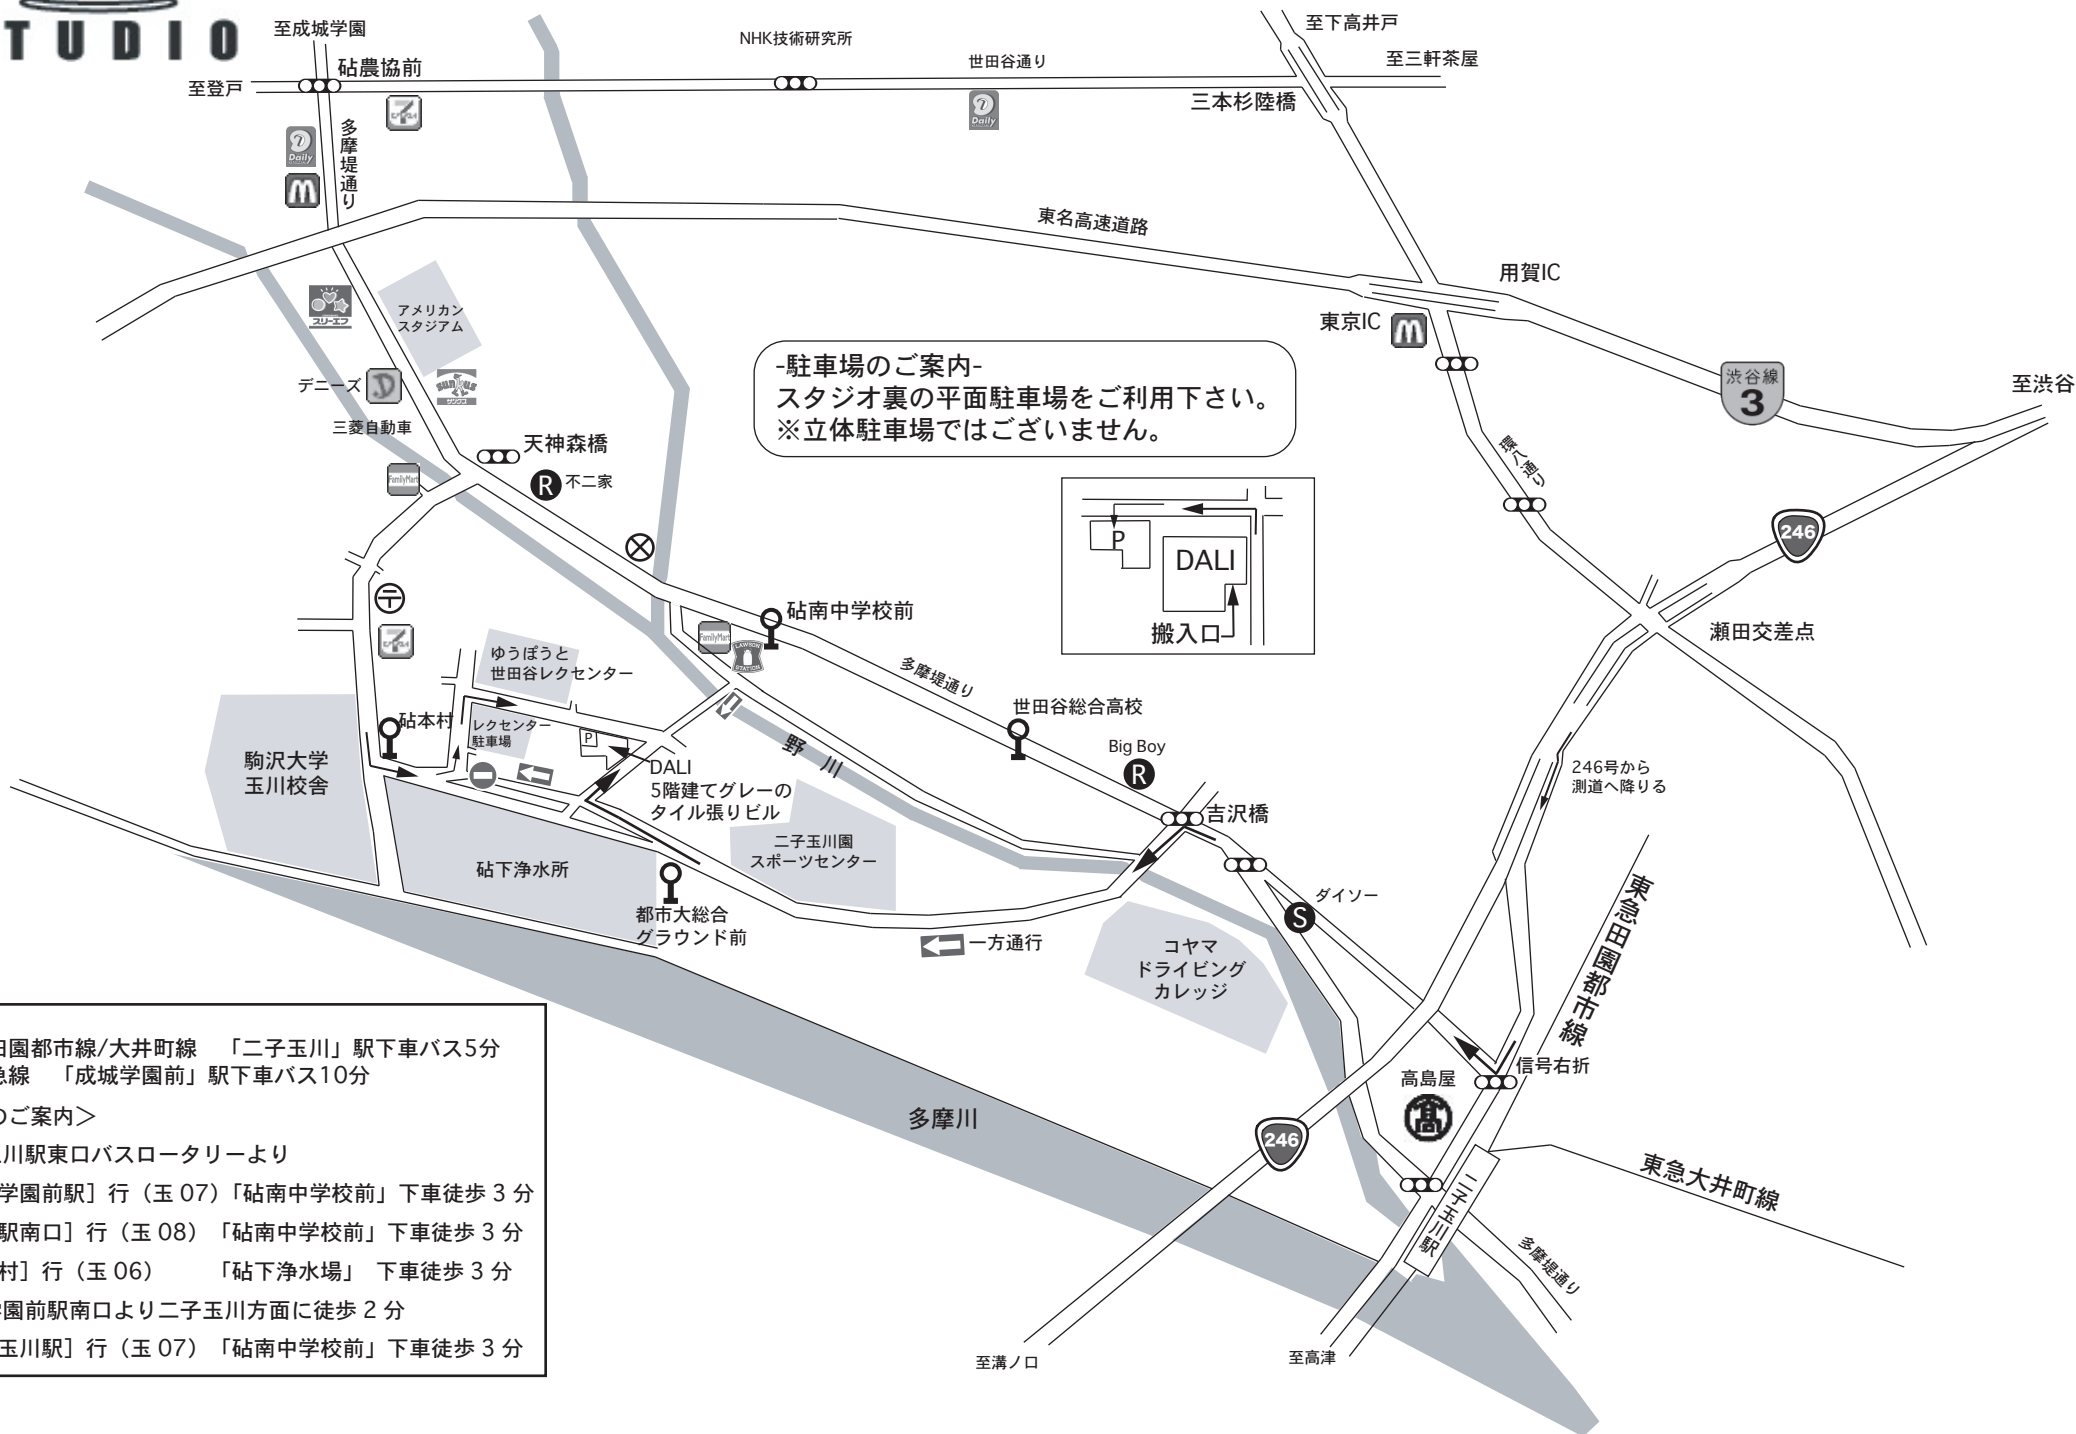 TUDIO
至成城学園
砧農協前
至登戸
NHK技術研究所
世田谷通り
至下高井戸
至三軒茶屋
三本杉陸橋
Daily
Daily
多摩堤通り
東名高速道路
用賀IC
東京IC
アメリカン
スタジアム
スリーエフ
デニーズ
sunkus
サンクス
三菱自動車
FamilyMart
天神森橋
R 不二家
-駐車場のご案内-
スタジオ裏の平面駐車場をご利用下さい。
※立体駐車場ではございません。
渋谷線
3
至渋谷
環八通り
246
瀬田交差点
P
DALI
搬入口
砧南中学校前
FamilyMart
LAWSON
STATION
ゆうぽうと
世田谷レクセンター
多摩堤通り
世田谷総合高校
Big Boy
R
砧本村
レクセンター
駐車場
P
野川
DALI
5階建てグレーの
タイル張りビル
駒沢大学
玉川校舎
吉沢橋
246号から
測道へ降りる
二子玉川園
スポーツセンター
砧下浄水所
都市大総合
グラウンド前
一方通行
ダイソー
S
コヤマ
ドライビング
カレッジ
東急田園都市線
信号右折
高島屋
髙
多摩川
246
二子玉川駅
東急大井町線
多摩堤通り
至溝ノ口
至高津
田園都市線/大井町線 「二子玉川」駅下車バス5分
急線 「成城学園前」駅下車バス10分
のご案内＞
玉川駅東口バスロータリーより
学園前駅］行（玉 07）「砧南中学校前」下車徒歩 3 分
駅南口］行（玉 08）「砧南中学校前」下車徒歩 3 分
村］行（玉 06） 「砧下浄水場」 下車徒歩 3 分
学園前駅南口より二子玉川方面に徒歩 2 分
玉川駅］行（玉 07）「砧南中学校前」下車徒歩 3 分